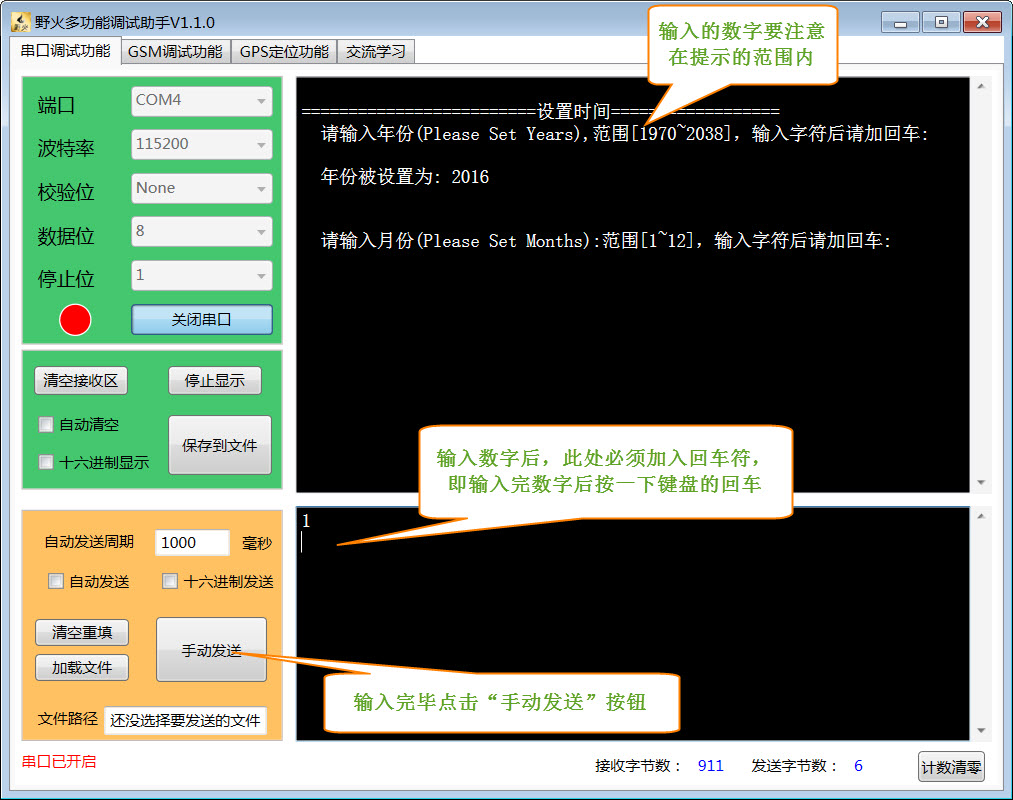 野火多功能调试助手V1.1.0
串口调试功能 GSM调试功能 GPS定位功能 交流学习
输入的数字要注意
在提示的范围内
端口 COM4
波特率 115200
校验位 None
数据位 8
停止位 1
关闭串口
清空接收区 停止显示
自动清空
保存到文件
十六进制显示
=========================设置时间==================
请输入年份(Please Set Years),范围[1970~2038]，输入字符后请加回车:
年份被设置为: 2016
请输入月份(Please Set Months):范围[1~12]，输入字符后请加回车:
输入数字后，此处必须加入回车符，
即输入完数字后按一下键盘的回车
1
自动发送周期 1000 毫秒
自动发送 十六进制发送
清空重填
手动发送
加载文件
文件路径 还没选择要发送的文件
输入完毕点击“手动发送”按钮
串口已开启
接收字节数： 911 发送字节数： 6 计数清零